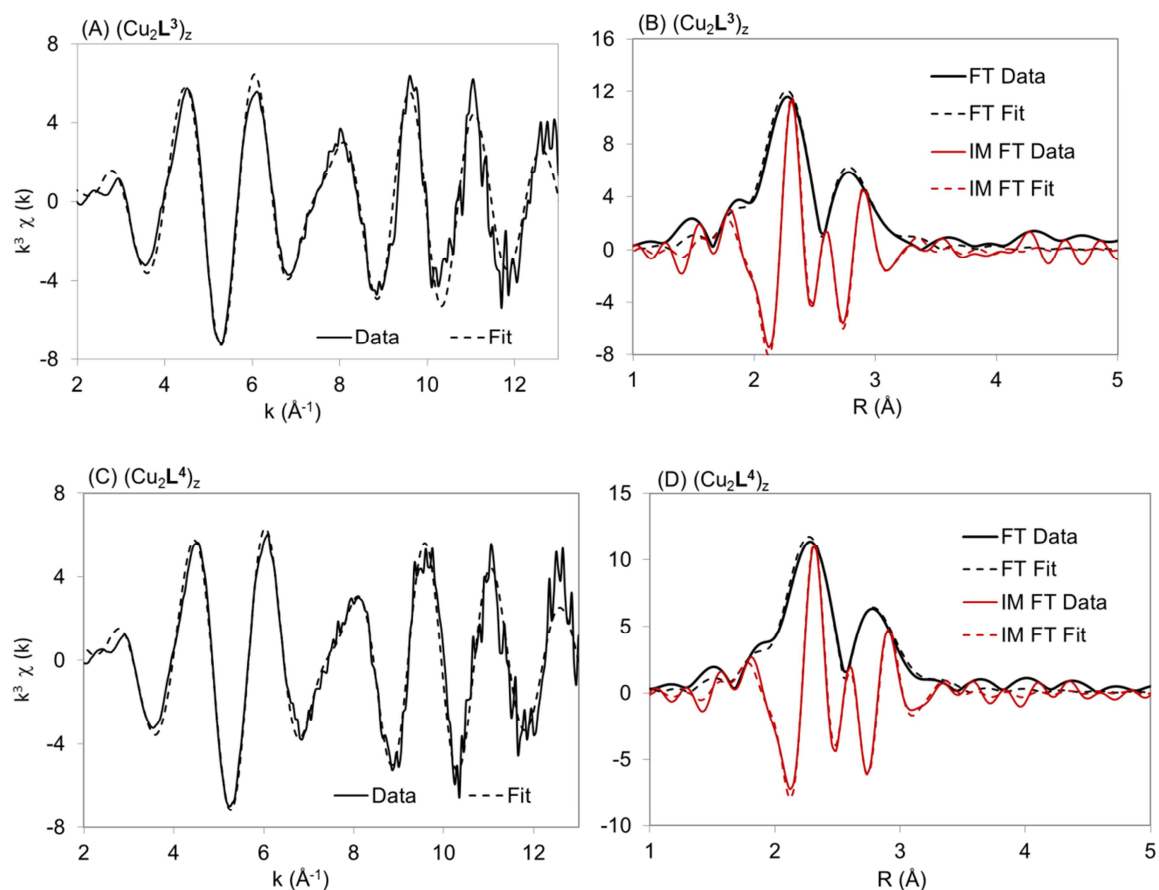 (A) (Cu₂L³)z
8
4
0
-4
-8
k³ χ (k)
Data
Fit
2
4
6
8
10
12
k (Å⁻¹)
(B) (Cu₂L³)z
16
12
8
4
0
-4
-8
FT Data
FT Fit
IM FT Data
IM FT Fit
1
2
3
4
5
R (Å)
(C) (Cu₂L⁴)z
8
4
0
-4
-8
k³ χ (k)
Data
Fit
2
4
6
8
10
12
k (Å⁻¹)
(D) (Cu₂L⁴)z
15
10
5
0
-5
-10
FT Data
FT Fit
IM FT Data
IM FT Fit
1
2
3
4
5
R (Å)